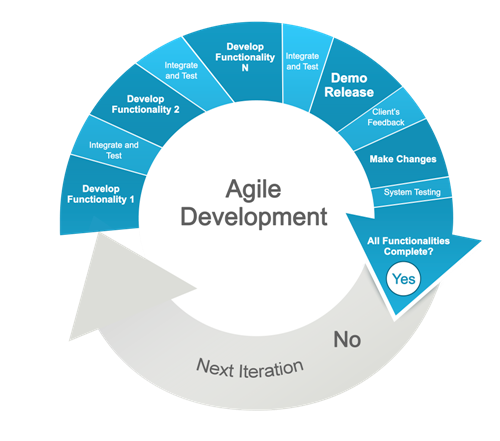 Agile
Development
Develop
Functionality 1
Integrate and
Test
Develop
Functionality 2
Integrate
and Test
Develop
Functionality
N
Integrate
and Test
Demo
Release
Client's
Feedback
Make Changes
System Testing
All Functionalities
Complete?
Yes
No
Next Iteration